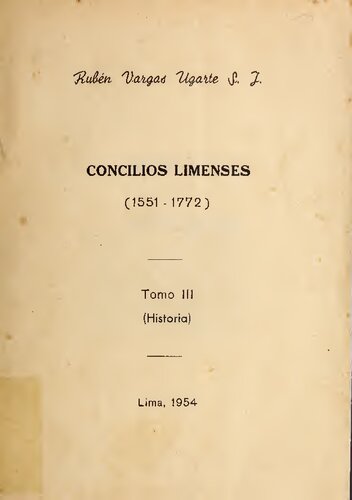 Rubén Vargas Ugarte S. J.
CONCILIOS LIMENSES
(1551 - 1772)
Tomo III
(Historia)
Lima, 1954